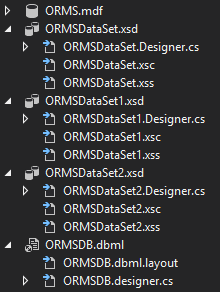 ORMS.mdf
ORMSDataSet.xsd
ORMSDataSet.Designer.cs
ORMSDataSet.xsc
ORMSDataSet.xss
ORMSDataSet1.xsd
ORMSDataSet1.Designer.cs
ORMSDataSet1.xsc
ORMSDataSet1.xss
ORMSDataSet2.xsd
ORMSDataSet2.Designer.cs
ORMSDataSet2.xsc
ORMSDataSet2.xss
ORMSDB.dbml
ORMSDB.dbml.layout
ORMSDB.designer.cs